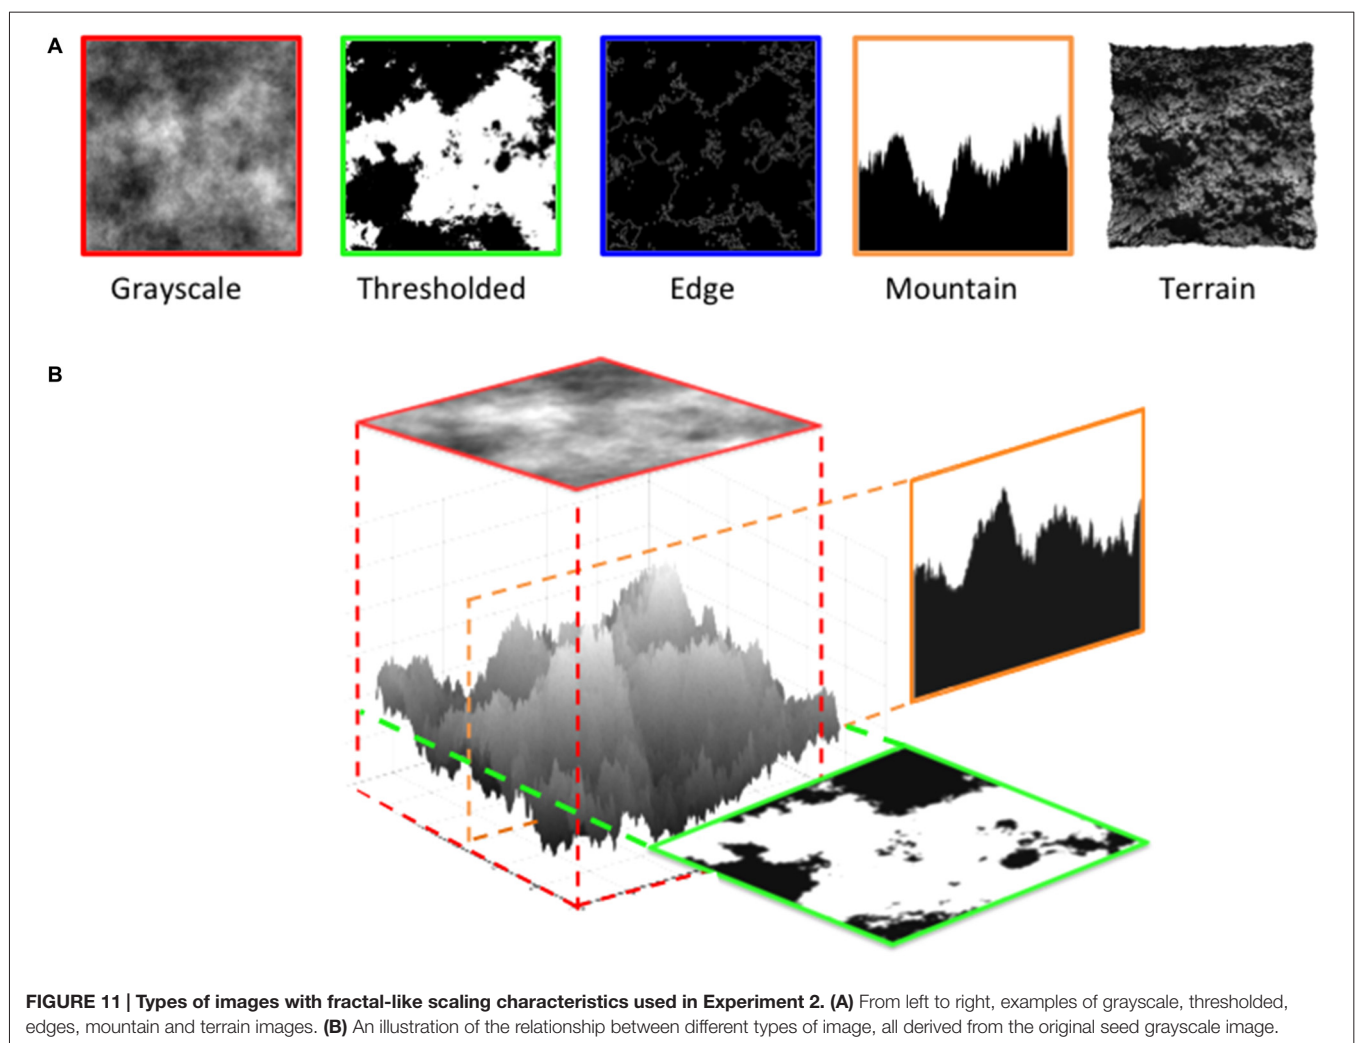 A
Grayscale
Thresholded
Edge
Mountain
Terrain
B
FIGURE 11 | Types of images with fractal-like scaling characteristics used in Experiment 2. (A) From left to right, examples of grayscale, thresholded,
edges, mountain and terrain images. (B) An illustration of the relationship between different types of image, all derived from the original seed grayscale image.